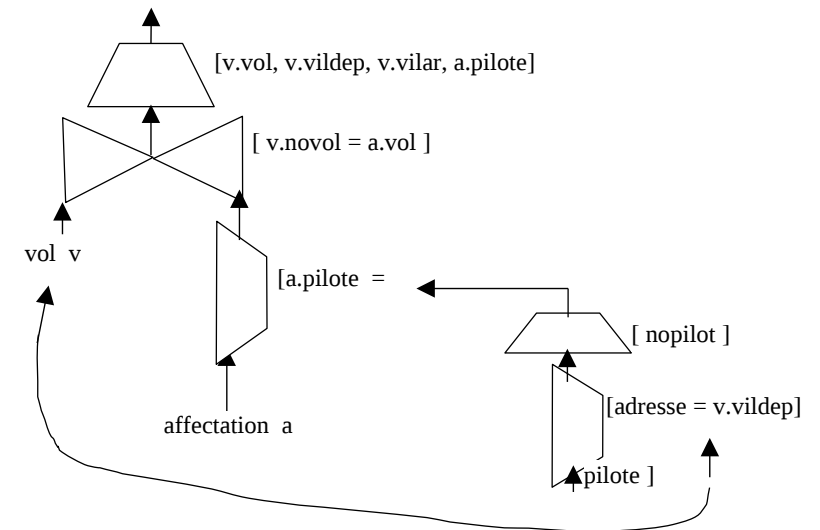 [v.vol, v.vildep, v.vilar, a.pilote]
[ v.novol = a.vol ]
vol v
[a.pilote =
[ nopilot ]
[adresse = v.vildep]
affectation a
pilote ]